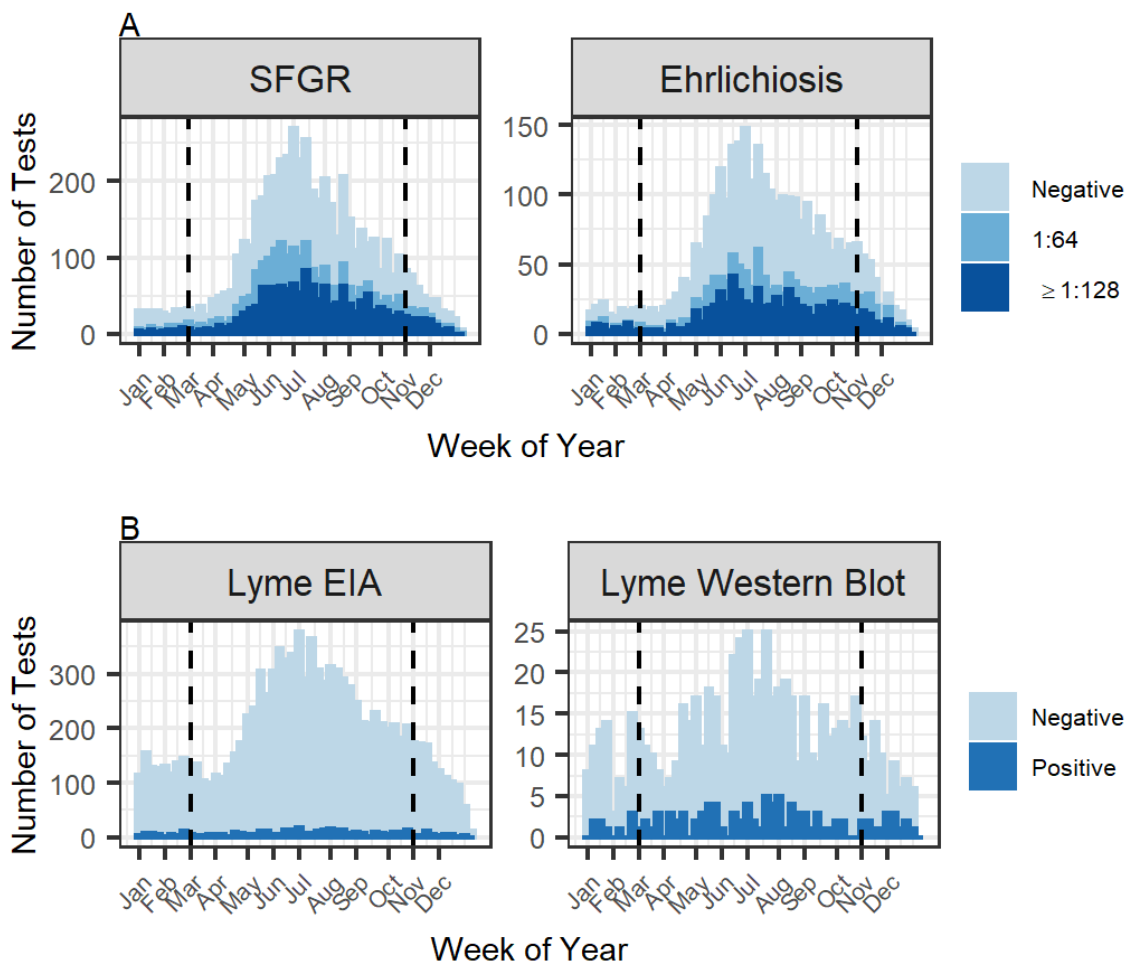 A
SFGR
Ehrlichiosis
Number of Tests
200
100
0
150
100
50
0
Jan Feb Mar Apr May Jun Jul Aug Sep Oct Nov Dec
Jan Feb Mar Apr May Jun Jul Aug Sep Oct Nov Dec
Week of Year
Negative
1:64
≥ 1:128
B
Lyme EIA
Lyme Western Blot
Number of Tests
300
200
100
0
25
20
15
10
5
0
Jan Feb Mar Apr May Jun Jul Aug Sep Oct Nov Dec
Jan Feb Mar Apr May Jun Jul Aug Sep Oct Nov Dec
Week of Year
Negative
Positive